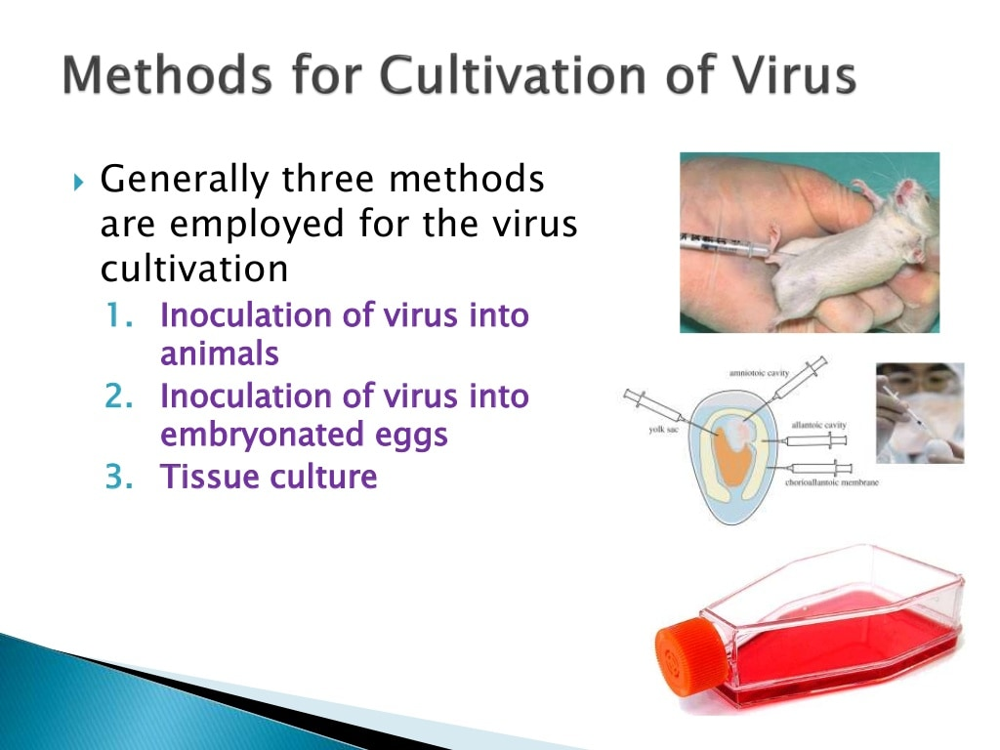 Methods for Cultivation of Virus
Generally three methods
are employed for the virus
cultivation
1. Inoculation of virus into
animals
2. Inoculation of virus into
embryonated eggs
3. Tissue culture
amniotoic cavity
yolk sac
allantoic cavity
chorioallantoic membrane